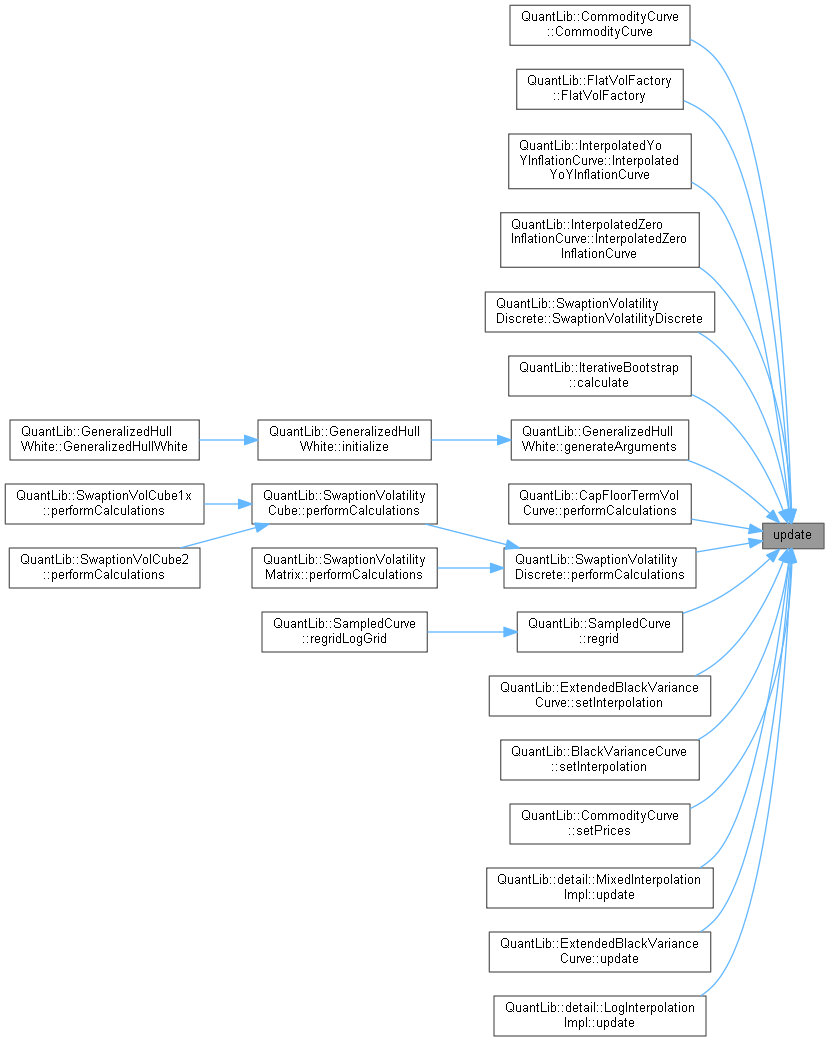 QuantLib::CommodityCurve
::CommodityCurve
QuantLib::FlatVolFactory
::FlatVolFactory
QuantLib::InterpolatedYo
YInflationCurve::Interpolated
YoYInflationCurve
QuantLib::InterpolatedZero
InflationCurve::InterpolatedZero
InflationCurve
QuantLib::SwaptionVolatility
Discrete::SwaptionVolatilityDiscrete
QuantLib::IterativeBootstrap
::calculate
QuantLib::GeneralizedHull
White::GeneralizedHullWhite
QuantLib::GeneralizedHull
White::initialize
QuantLib::GeneralizedHull
White::generateArguments
QuantLib::SwaptionVolCube1x
::performCalculations
QuantLib::SwaptionVolatility
Cube::performCalculations
QuantLib::CapFloorTermVol
Curve::performCalculations
update
QuantLib::SwaptionVolCube2
::performCalculations
QuantLib::SwaptionVolatility
Matrix::performCalculations
QuantLib::SwaptionVolatility
Discrete::performCalculations
QuantLib::SampledCurve
::regridLogGrid
QuantLib::SampledCurve
::regrid
QuantLib::ExtendedBlackVariance
Curve::setInterpolation
QuantLib::BlackVarianceCurve
::setInterpolation
QuantLib::CommodityCurve
::setPrices
QuantLib::detail::MixedInterpolation
Impl::update
QuantLib::ExtendedBlackVariance
Curve::update
QuantLib::detail::LogInterpolation
Impl::update